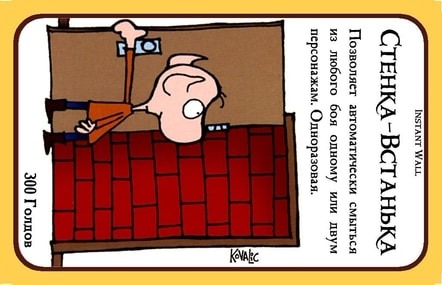 Instant Wall
Стенка-Встанька
Позволяет автоматически смыться
из любого боя одному или двум
персонажам. Одноразовая.
Kovalic
300 Голдов